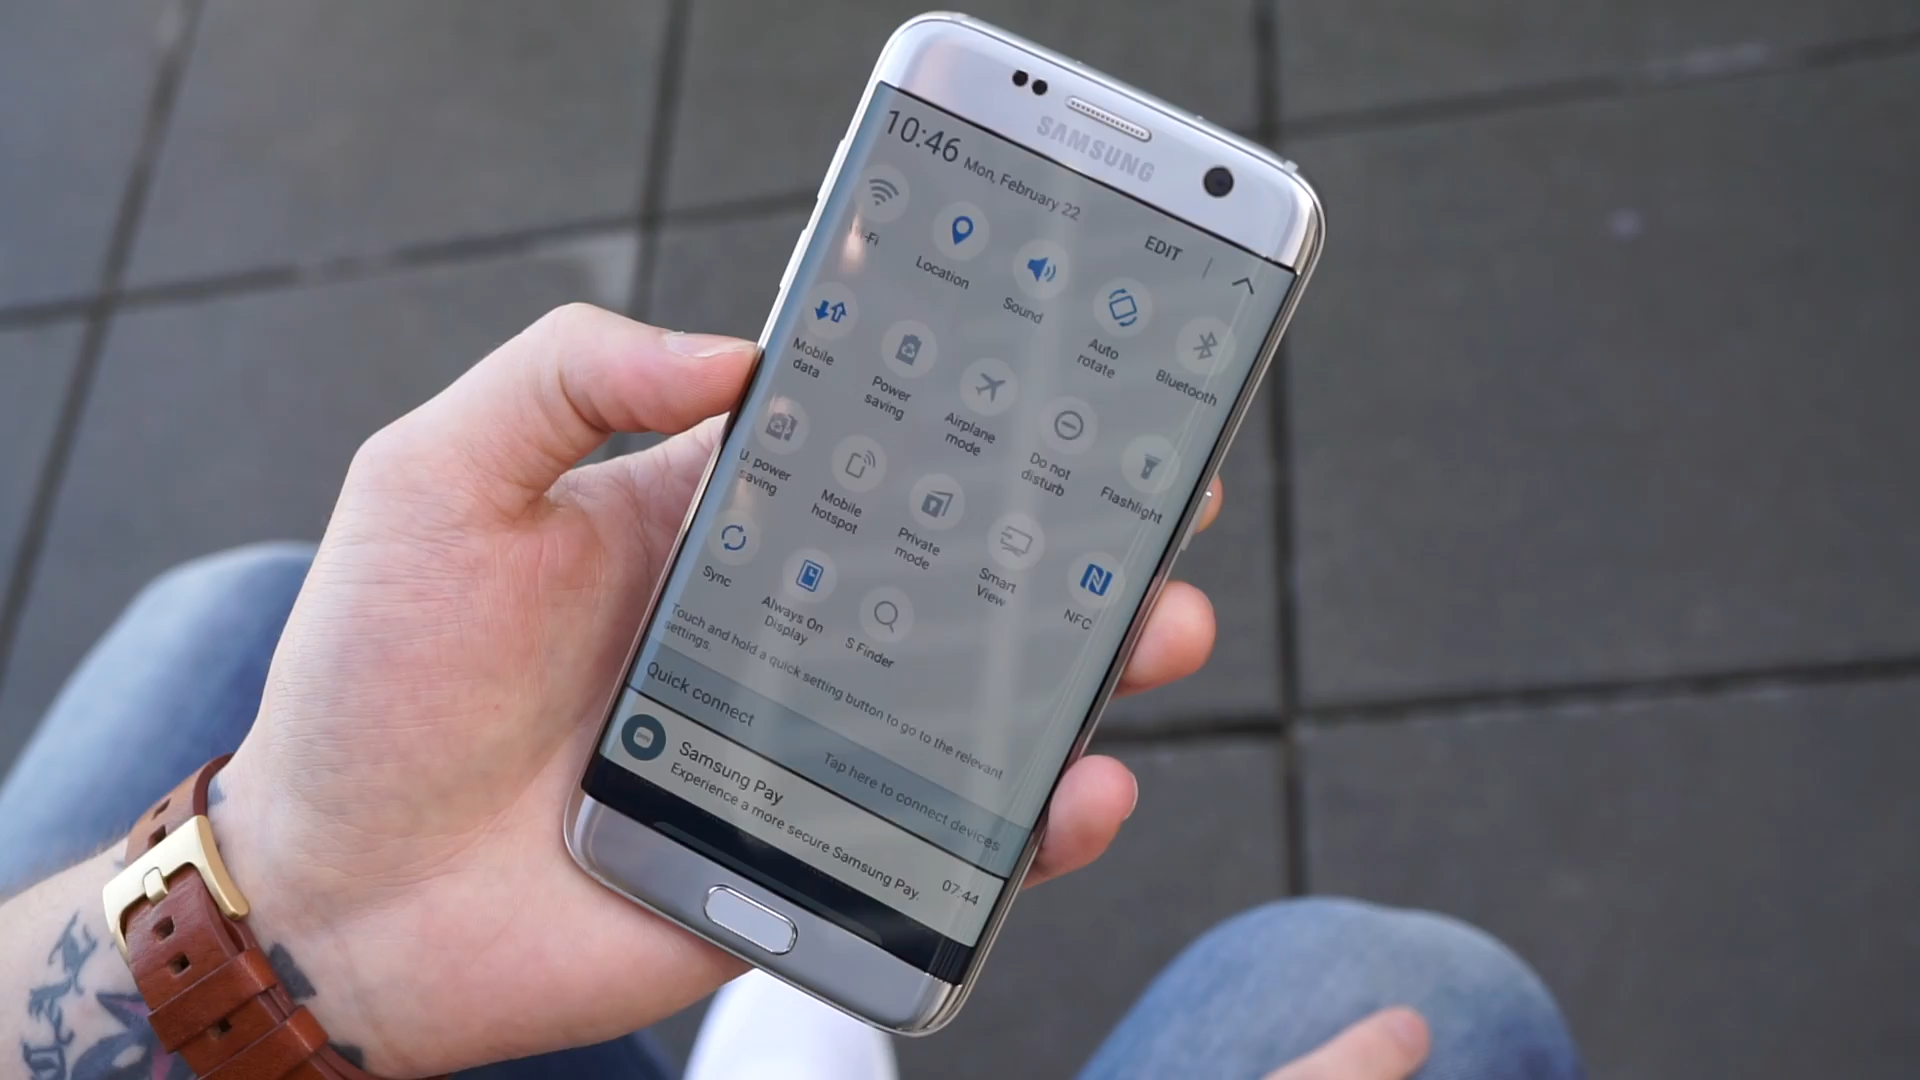 SAMSUNG
10:46 Mon, February 22
EDIT
Location
Sound
Auto
rotate
Bluetooth
Mobile
data
Power
saving
Airplane
mode
Do not
disturb
Flashlight
U. power
saving
Mobile
hotspot
Private
mode
Smart
View
NFC
Sync
Always On
Display
S Finder
Touch and hold a quick setting button to go to the relevant
settings.
Quick connect
Tap here to connect devices
Samsung Pay
Experience a more secure Samsung Pay.
07:44